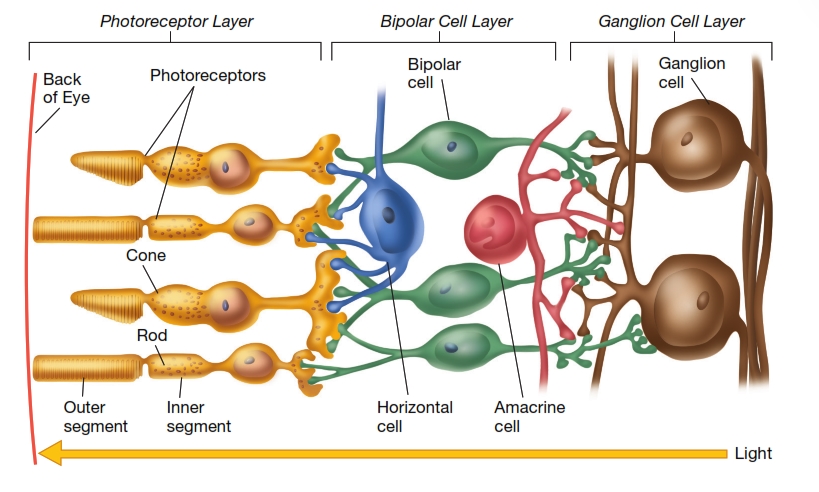 Photoreceptor Layer
Bipolar Cell Layer
Ganglion Cell Layer
Back
of Eye
Photoreceptors
Bipolar
cell
Ganglion
cell
Cone
Rod
Outer
segment
Inner
segment
Horizontal
cell
Amacrine
cell
Light